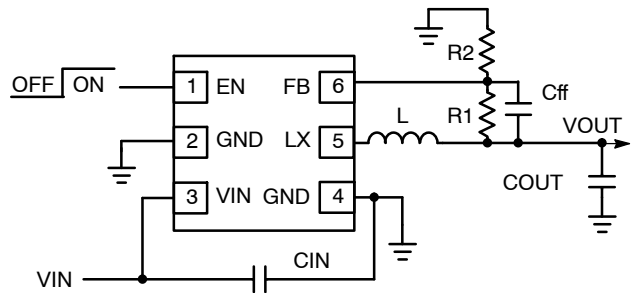 R2
OFF ON
1 EN FB 6
Cff
R1
L
VOUT
2 GND LX 5
COUT
3 VIN GND 4
CIN
VIN